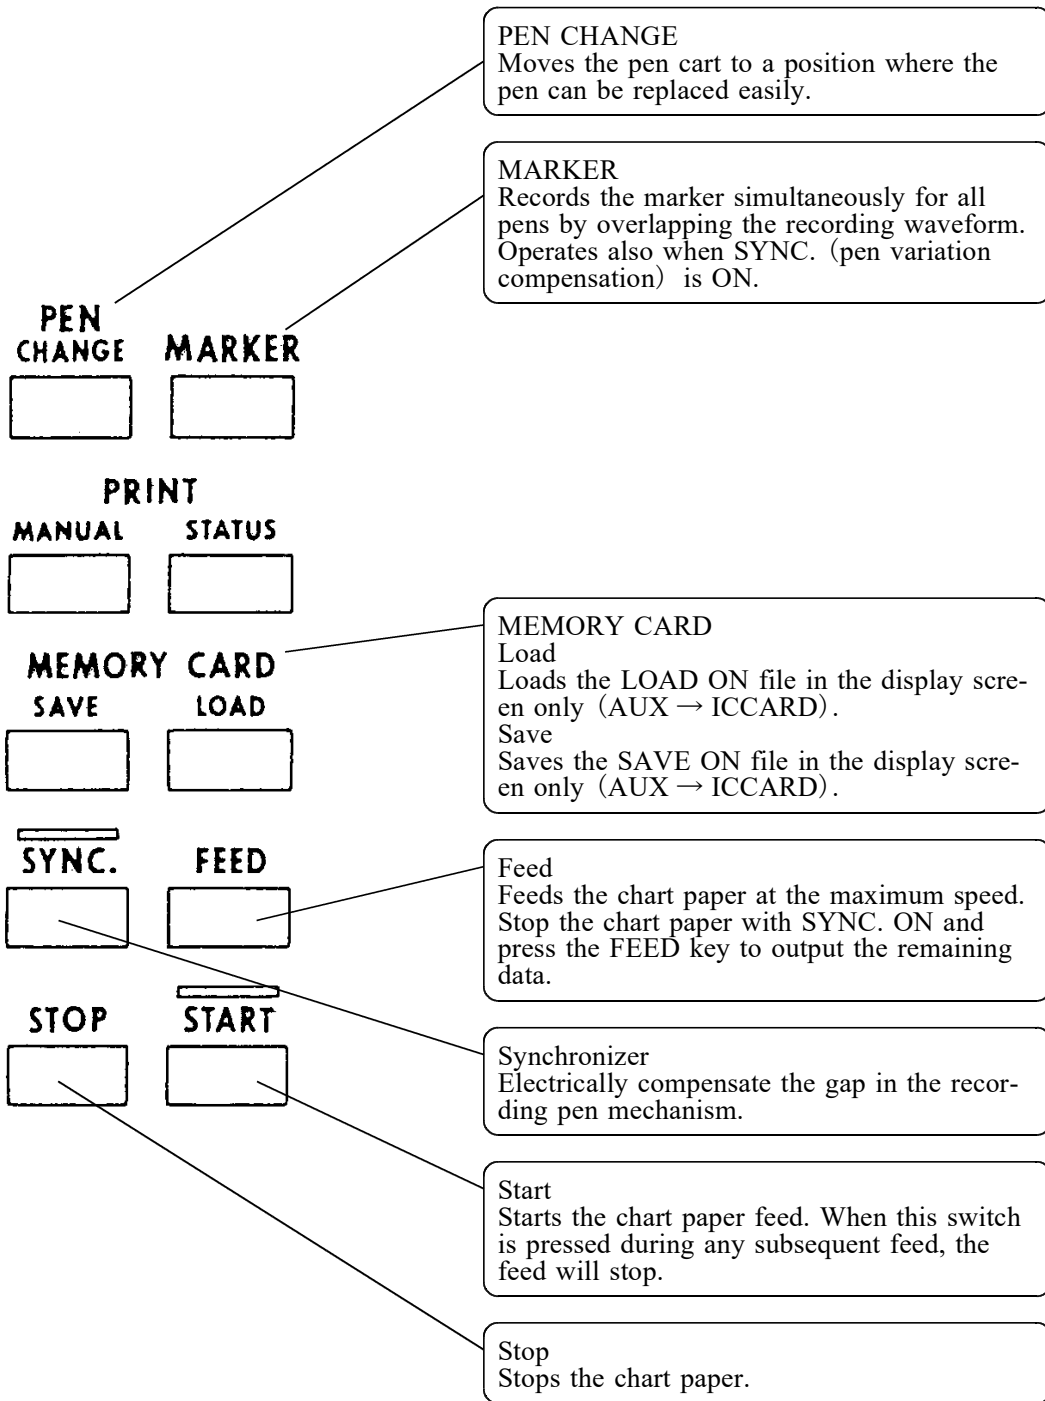 PEN CHANGE
Moves the pen cart to a position where the
pen can be replaced easily.
MARKER
Records the marker simultaneously for all
pens by overlapping the recording waveform.
Operates also when SYNC. (pen variation
compensation) is ON.
PEN
CHANGE MARKER
PRINT
MANUAL STATUS
MEMORY CARD
SAVE LOAD
MEMORY CARD
Load
Loads the LOAD ON file in the display scre-
en only (AUX → ICCARD).
Save
Saves the SAVE ON file in the display scre-
en only (AUX → ICCARD).
SYNC. FEED
Feed
Feeds the chart paper at the maximum speed.
Stop the chart paper with SYNC. ON and
press the FEED key to output the remaining
data.
STOP START
Synchronizer
Electrically compensate the gap in the recor-
ding pen mechanism.
Start
Starts the chart paper feed. When this switch
is pressed during any subsequent feed, the
feed will stop.
Stop
Stops the chart paper.